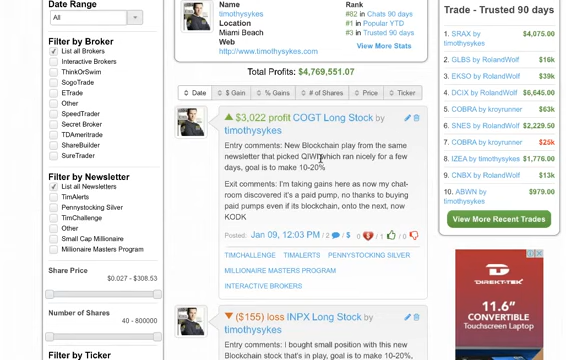 Date Range
All
Filter by Broker
List all Brokers
Interactive Brokers
ThinkOrSwim
SogoTrade
ETrade
Other
SpeedTrader
Secret Broker
TDAmeritrade
ShareBuilder
SureTrader
Filter by Newsletter
List all Newsletters
TimAlerts
Pennystocking Silver
TimChallenge
Other
Small Cap Millionaire
Millionaire Masters Program
Share Price
$0,027 - $308.53
Number of Shares
40 - 800000
Filter by Ticker
Name
timothysykes
Location
Miami Beach
Web
http://www.timothysykes.com
Rank
#82 in Chats 90 days
#1 in Popular YTD
#3 in Trusted 90 days
View More Stats
Total Profits: $4,769,551.07
Date
$ Gain
% Gains
# of Shares
Price
Ticker
$3,022 profit COGT Long Stock by
timothysykes
Entry comments: New Blockchain play from the same
newsletter that picked QIWI which ran nicely for a few
days, goal is to make 10-20%
Exit comments: I'm taking gains here as now my chat-
room discovered it's a paid pump, no thanks to buying
paid pumps even if its blockchain, onto the next, now
KODK
Posted: Jan 09, 12:03 PM / 2 / $ 0 / 1 / 0
TIMCHALLENGE TIMALERTS PENNYSTOCKING SILVER
MILLIONAIRE MASTERS PROGRAM
INTERACTIVE BROKERS
($155) loss INPX Long Stock by
timothysykes
Entry comments: I bought small position with this new
Blockchain stock that's in play, goal is to make 10-20%,
Trade - Trusted 90 days
1. SRAX by timothysykes $4,075.00
2. GLBS by RolandWolf $16k
3. EKSO by RolandWolf $39k
4. DCIX by RolandWolf $6,645.00
5. COBRA by kroyrunner $63k
6. SNES by RolandWolf $2,229.50
7. COBRA by kroyrunner $25k
8. IZEA by RolandWolf $1,776.00
9. CNBX by RolandWolf $13k
10. ABWN by timothysykes $979.00
View More Recent Trades
DIREKT-TEK
11.6"
CONVERTIBLE
Touchscreen Laptop